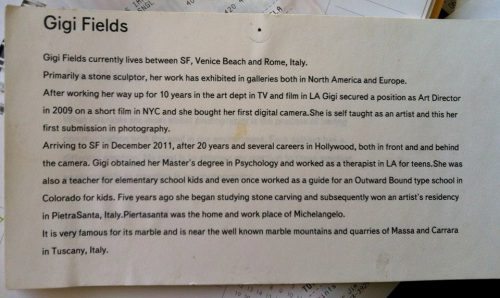 Gigi Fields
Gigi Fields currently lives between SF, Venice Beach and Rome, Italy.
Primarily a stone sculptor, her work has exhibited in galleries both in North America and Europe.
After working her way up for 10 years in the art dept in TV and film in LA Gigi secured a position as Art Director
in 2009 on a short film in NYC and she bought her first digital camera.She is self taught as an artist and this her
first submission in photography.
Arriving to SF in December 2011, after 20 years and several careers in Hollywood, both in front and and behind
the camera. Gigi obtained her Master's degree in Psychology and worked as a therapist in LA for teens.She was
also a teacher for elementary school kids and even once worked as a guide for an Outward Bound type school in
Colorado for kids. Five years ago she began studying stone carving and subsequently won an artist's residency
in PietraSanta, Italy.Piertasanta was the home and work place of Michelangelo.
It is very famous for its marble and is near the well known marble mountains and quarries of Massa and Carrara
in Tuscany, Italy.